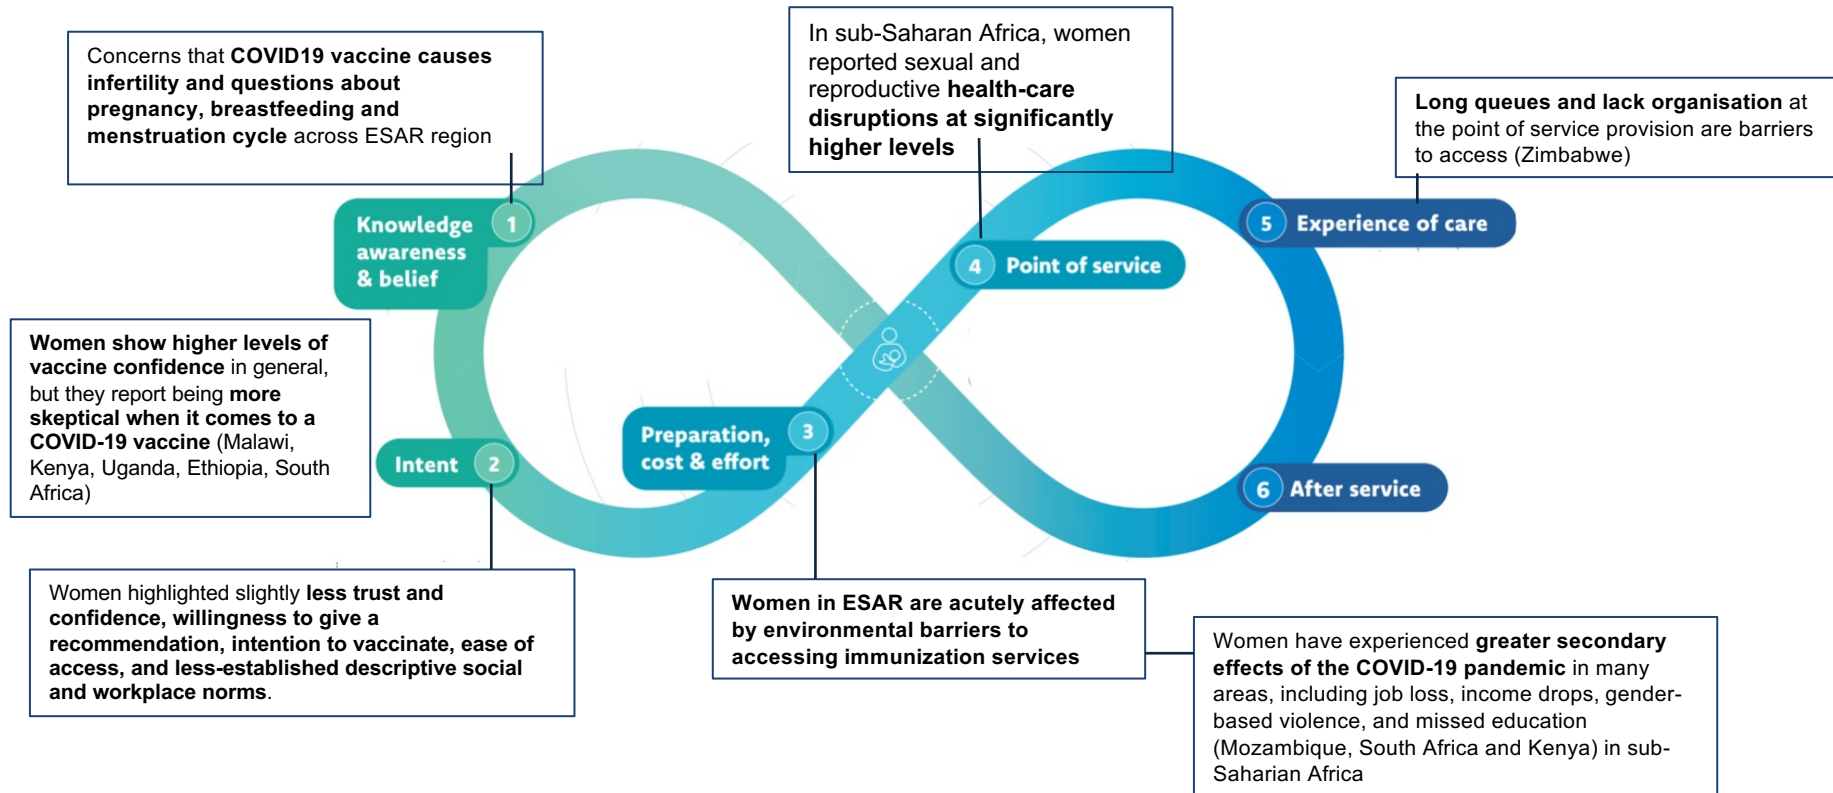 Concerns that COVID19 vaccine causes
infertility and questions about
pregnancy, breastfeeding and
menstruation cycle across ESAR region
In sub-Saharan Africa, women
reported sexual and
reproductive health-care
disruptions at significantly
higher levels
Long queues and lack organisation at
the point of service provision are barriers
to access (Zimbabwe)
Knowledge
awareness
& belief
1
4 Point of service
5 Experience of care
Women show higher levels of
vaccine confidence in general,
but they report being more
skeptical when it comes to a
COVID-19 vaccine (Malawi,
Kenya, Uganda, Ethiopia, South
Africa)
Intent 2
Preparation,
cost & effort
3
6 After service
Women highlighted slightly less trust and
confidence, willingness to give a
recommendation, intention to vaccinate, ease of
access, and less-established descriptive social
and workplace norms.
Women in ESAR are acutely affected
by environmental barriers to
accessing immunization services
Women have experienced greater secondary
effects of the COVID-19 pandemic in many
areas, including job loss, income drops, gender-
based violence, and missed education
(Mozambique, South Africa and Kenya) in sub-
Saharian Africa